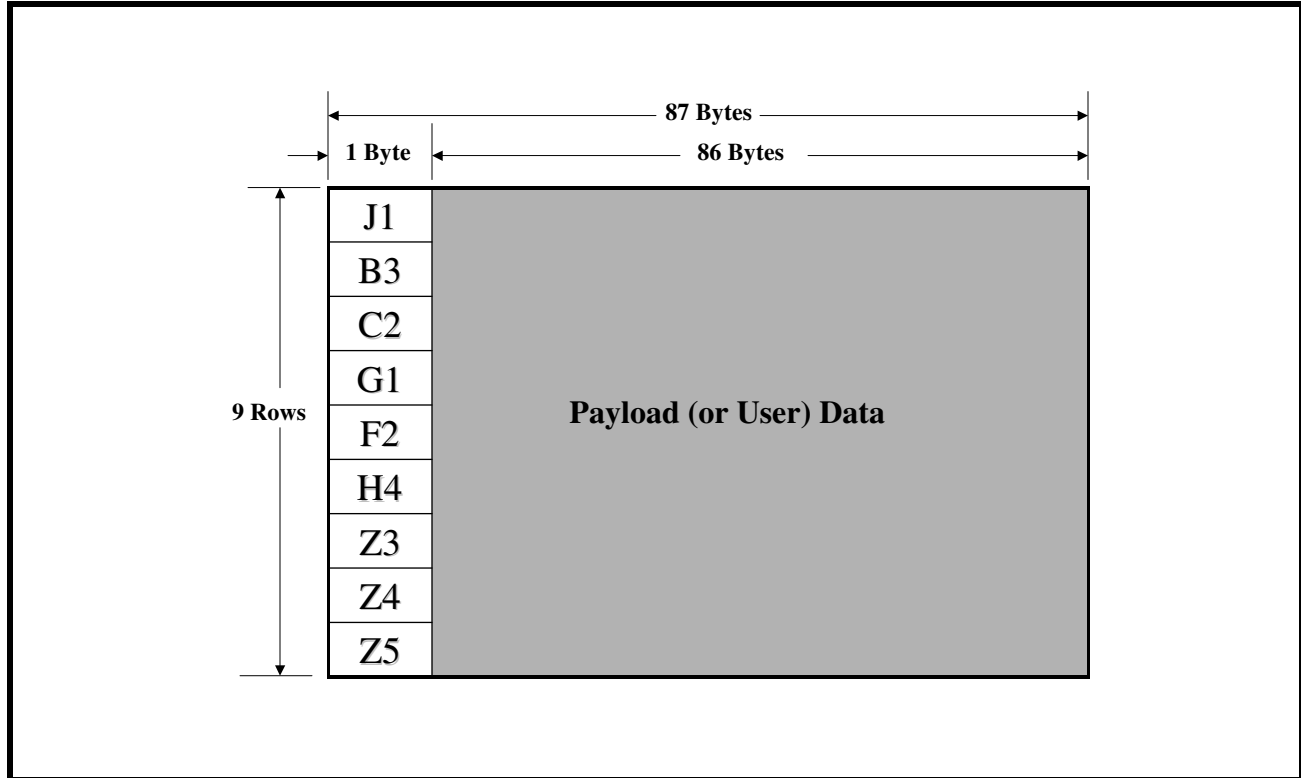 87 Bytes
1 Byte
86 Bytes
J1
B3
C2
G1
9 Rows
Payload (or User) Data
F2
H4
Z3
Z4
Z5